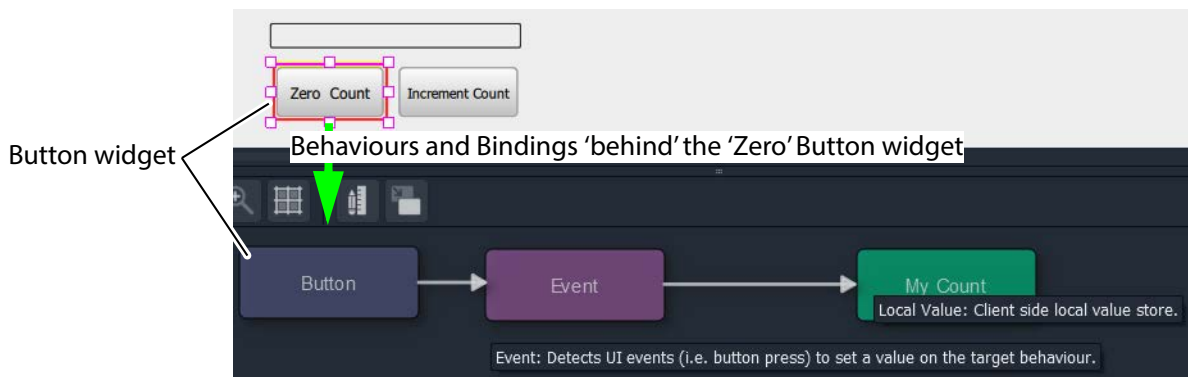 Zero Count
Increment Count
Behaviours and Bindings ‘behind’ the ‘Zero’ Button widget
Button widget
Button
Event
My Count
Local Value: Client side local value store.
Event: Detects UI events (i.e. button press) to set a value on the target behaviour.